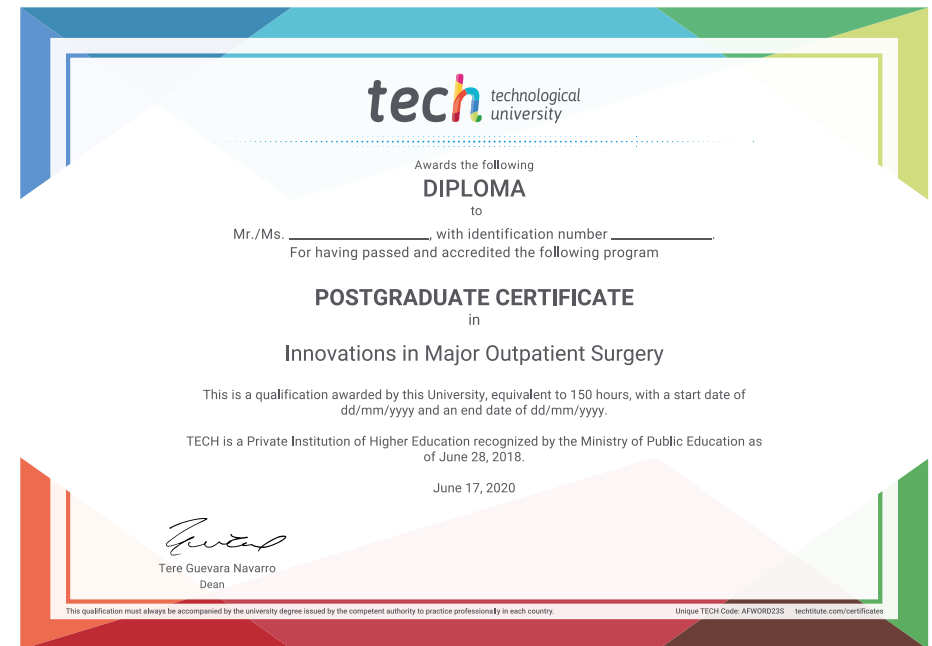 tech technological
university
Awards the following
DIPLOMA
to
Mr./Ms. ____________________, with identification number ______________.
For having passed and accredited the following program
POSTGRADUATE CERTIFICATE
in
Innovations in Major Outpatient Surgery
This is a qualification awarded by this University, equivalent to 150 hours, with a start date of
dd/mm/yyyy and an end date of dd/mm/yyyy.
TECH is a Private Institution of Higher Education recognized by the Ministry of Public Education as
of June 28, 2018.
June 17, 2020
Tere Guevara Navarro
Dean
This qualification must always be accompanied by the university degree issued by the competent authority to practice professionally in each country.
Unique TECH Code: AFWORD23S techtitute.com/certificates